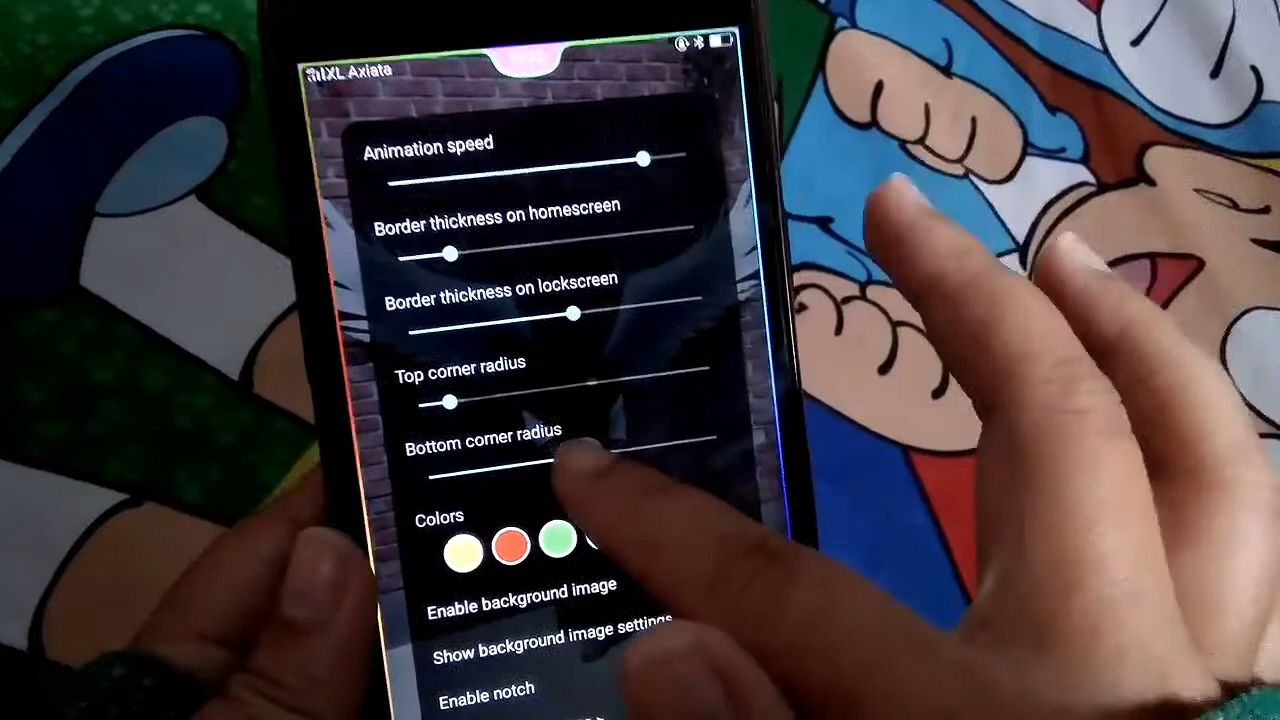 XL Axiata
Animation speed
Border thickness on homescreen
Border thickness on lockscreen
Top corner radius
Bottom corner radius
Colors
Enable background image
Show background image settings
Enable notch